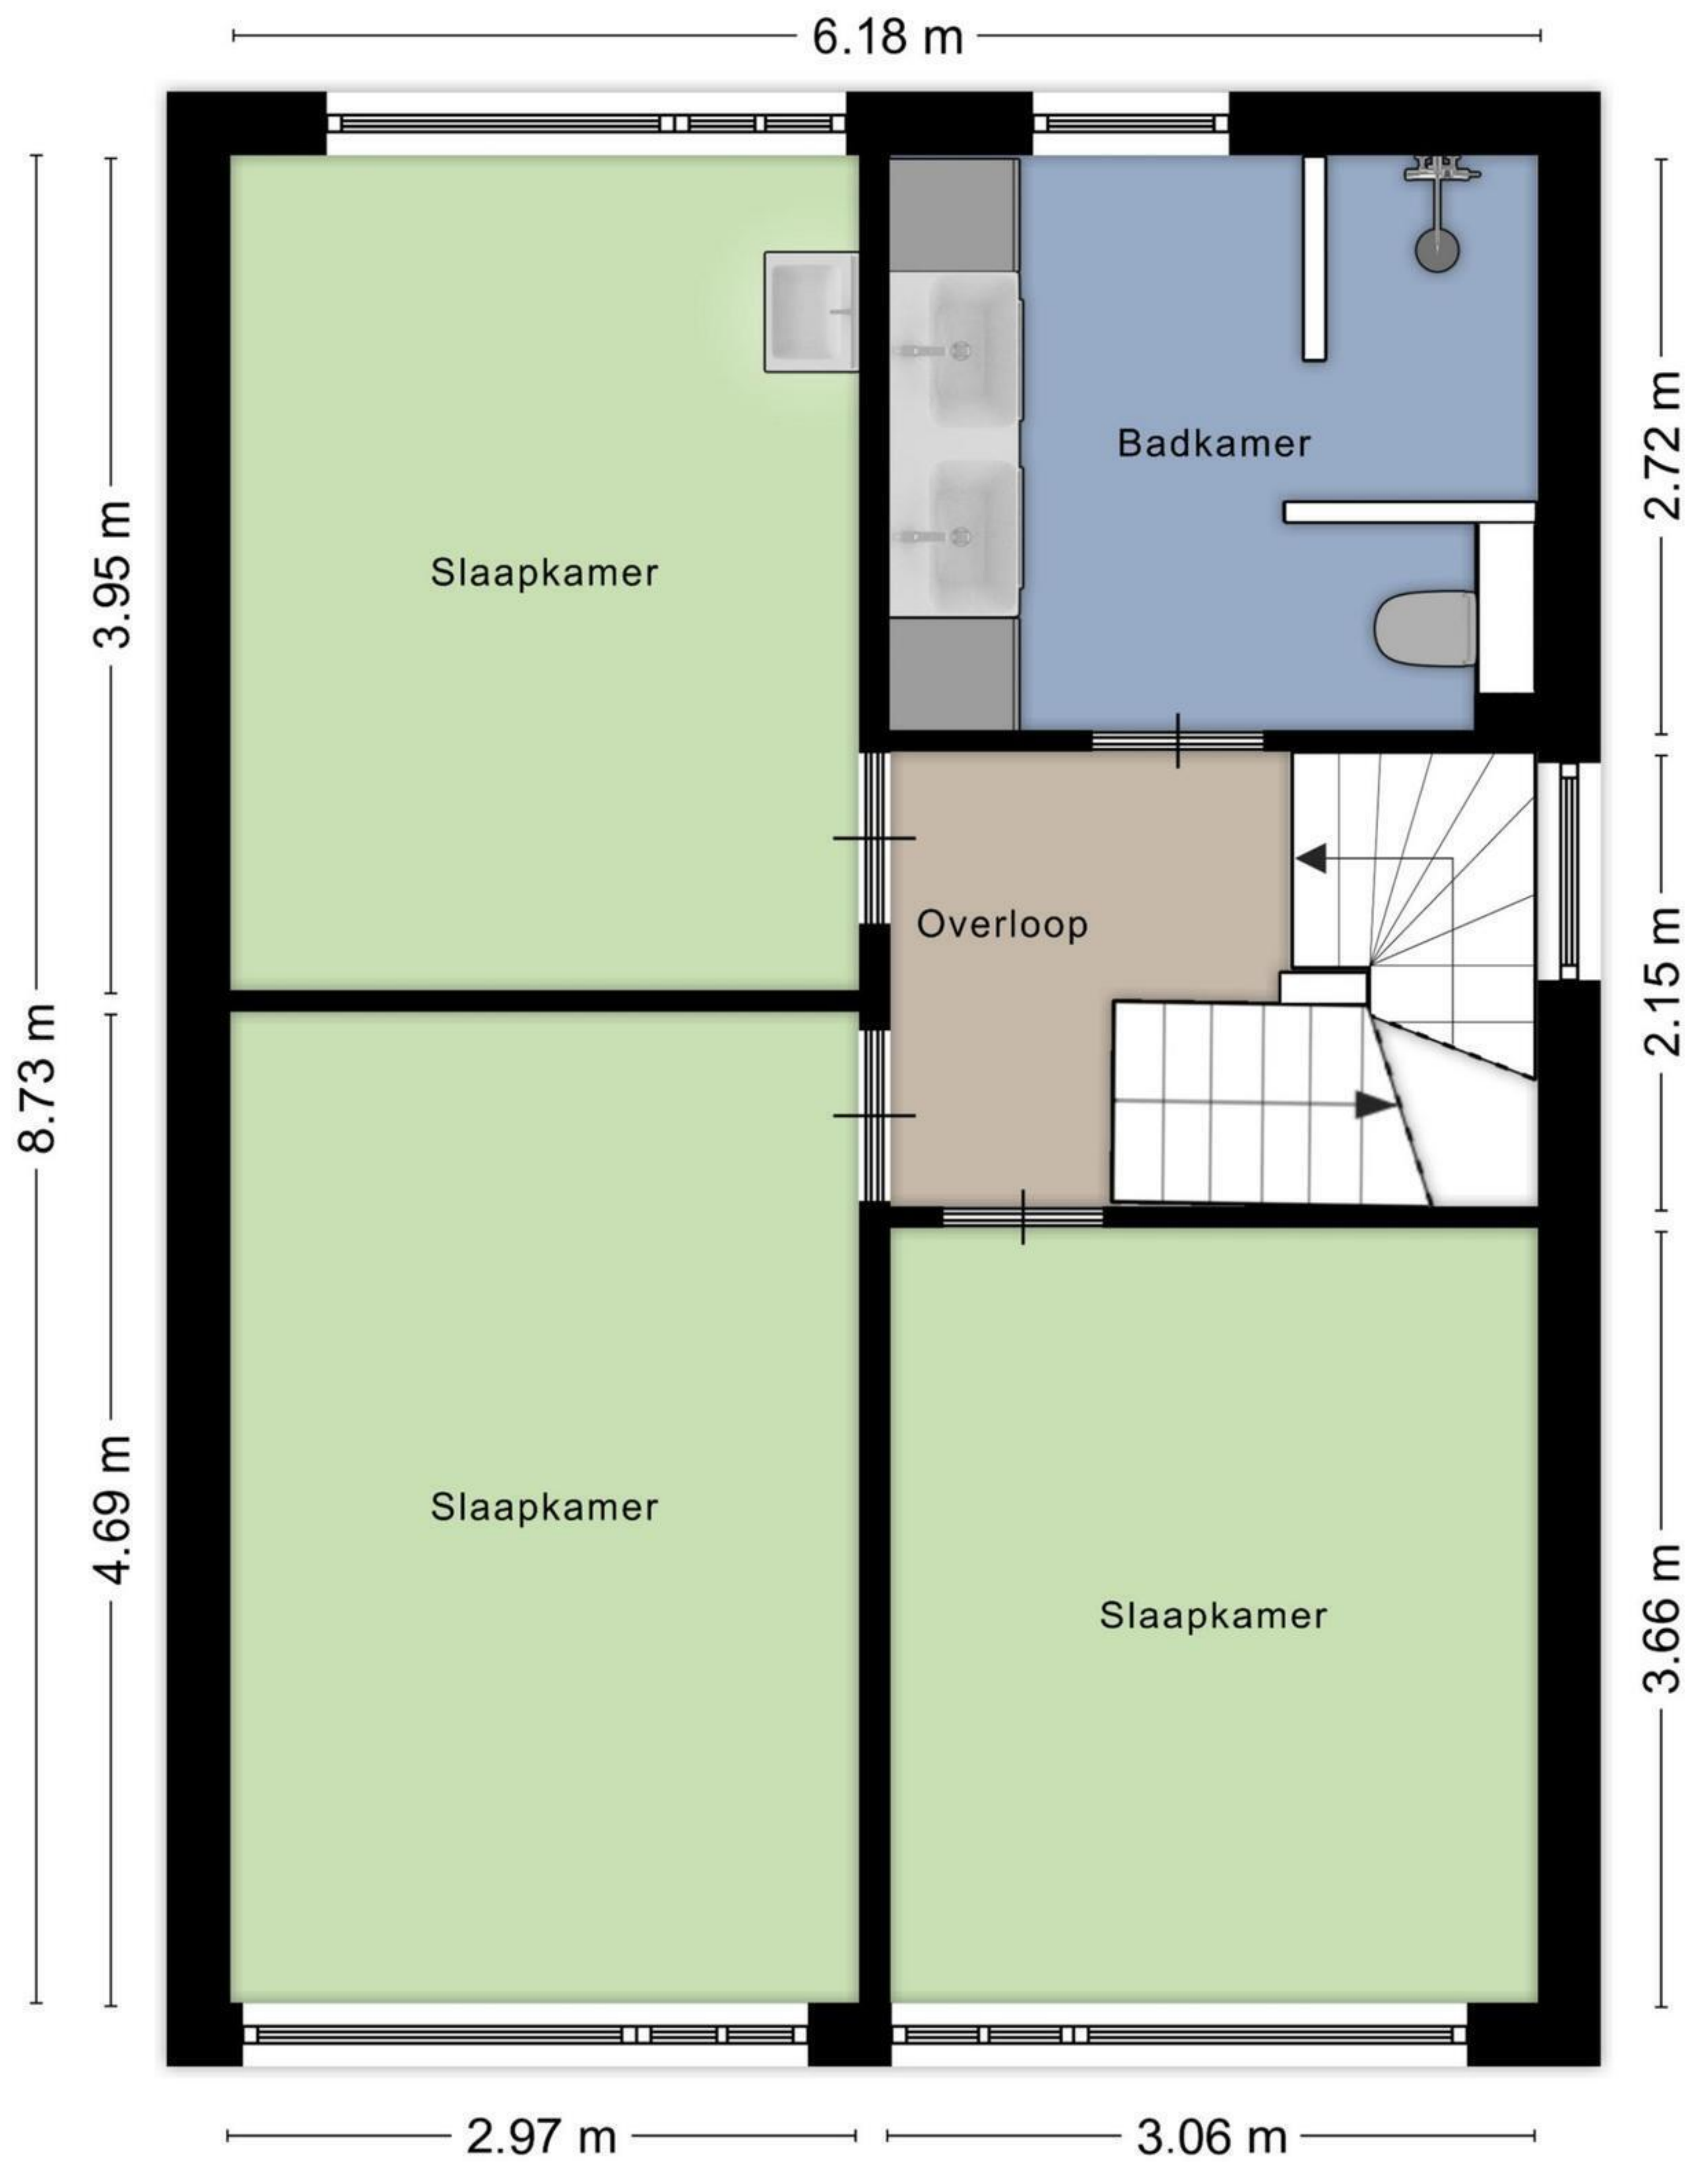 6.18 m
Badkamer
2.72 m
3.95 m
Slaapkamer
Overloop
2.15 m
8.73 m
4.69 m
Slaapkamer
Slaapkamer
3.66 m
2.97 m
3.06 m